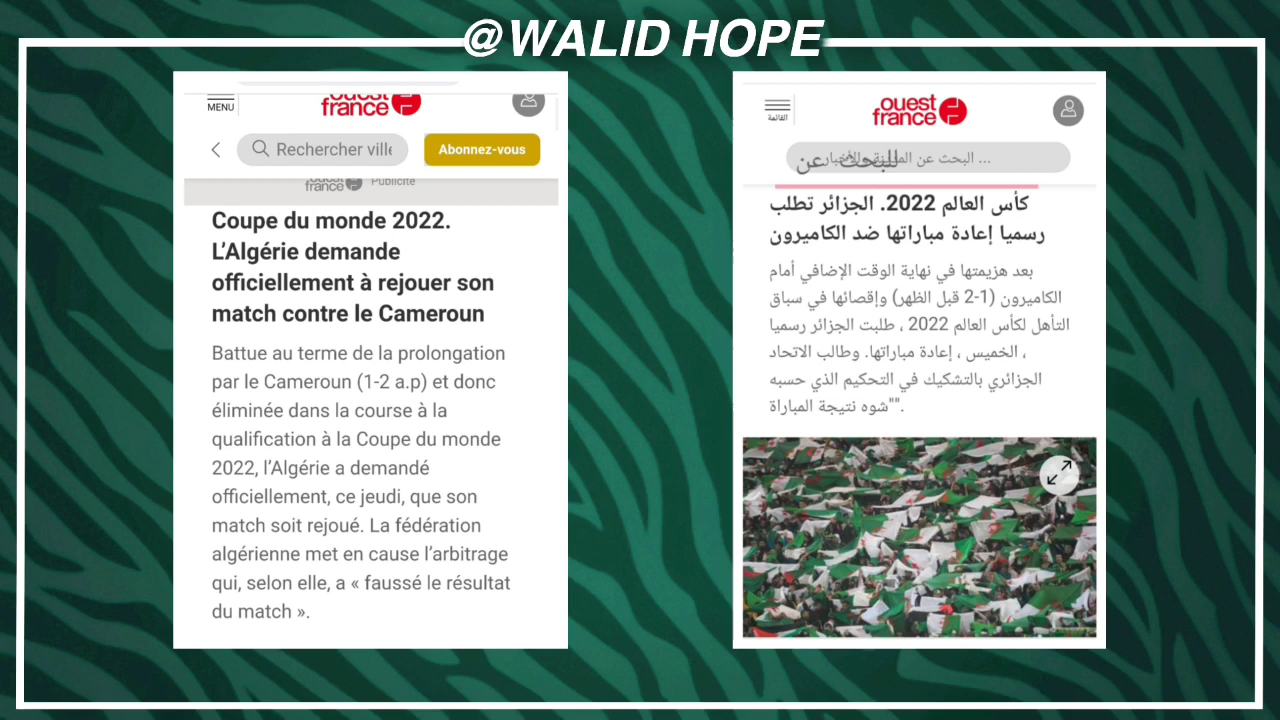 @WALID HOPE
MENU
ouest
france
Rechercher ville
Abonnez-vous
ouest
france
Publicité
Coupe du monde 2022.
L'Algérie demande
officiellement à rejouer son
match contre le Cameroun
Battue au terme de la prolongation
par le Cameroun (1-2 a.p) et donc
éliminée dans la course à la
qualification à la Coupe du monde
2022, l'Algérie a demandé
officiellement, ce jeudi, que son
match soit rejoué. La fédération
algérienne met en cause l'arbitrage
qui, selon elle, a « faussé le résultat
du match ».
القائمة
ouest
france
للبحث عن
البحث عن المدينة والأخبار ...
كأس العالم 2022. الجزائر تطلب
رسميا إعادة مباراتها ضد الكاميرون
بعد هزيمتها في نهاية الوقت الإضافي أمام
الكاميرون (1-2 قبل الظهر) وإقصائها في سباق
التأهل لكأس العالم 2022 ، طلبت الجزائر رسميا
، الخميس ، إعادة مباراتها. وطالب الاتحاد
الجزائري بالتشكيك في التحكيم الذي حسبه
"شوه نتيجة المباراة".